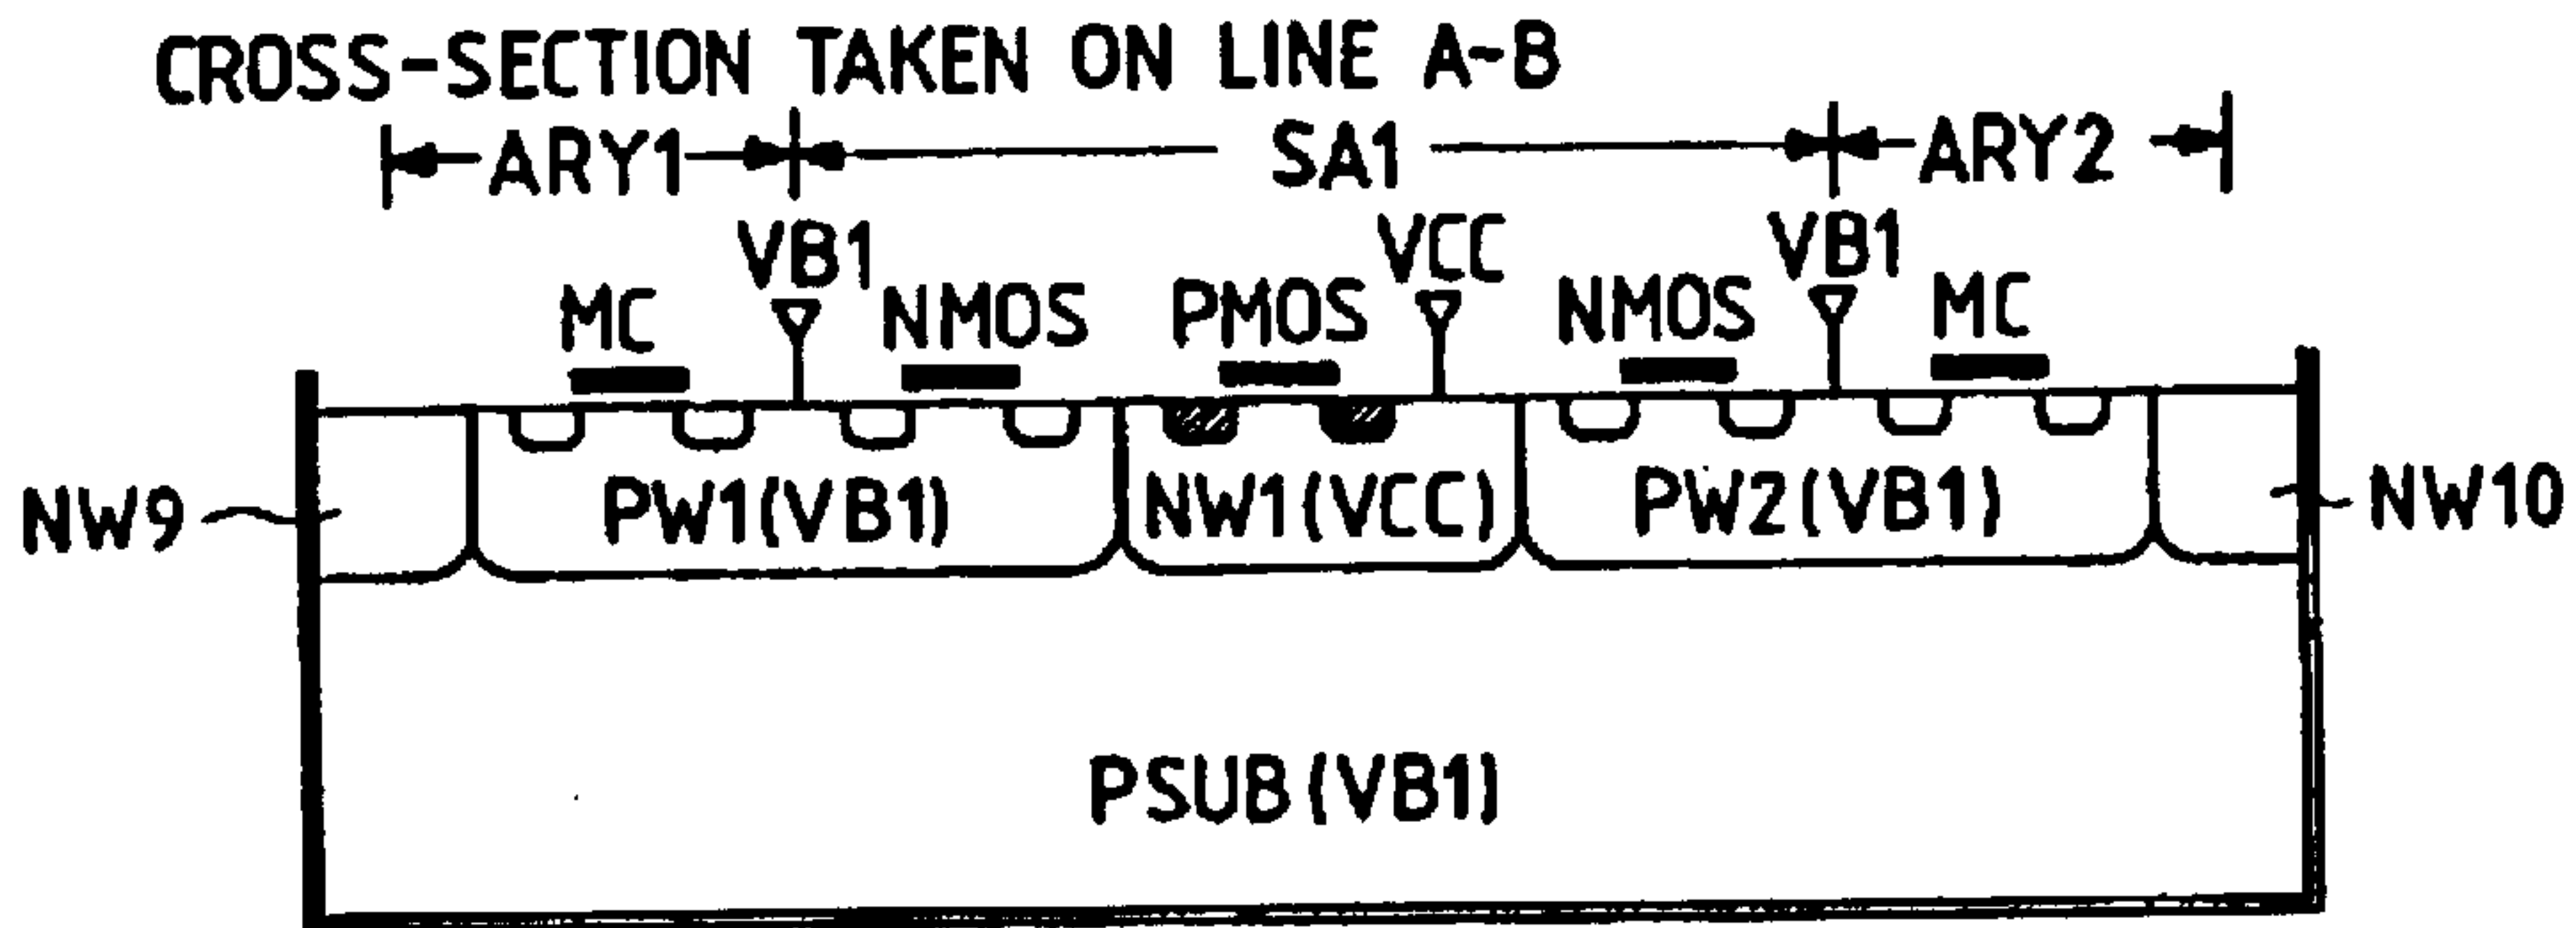 CROSS-SECTION TAKEN ON LINE A-B
ARY1 SA1 ARY2
VB1 VCC VB1
MC NMOS PMOS NMOS MC
NW9 PW1(VB1) NW1(VCC) PW2(VB1) NW10
PSUB(VB1)